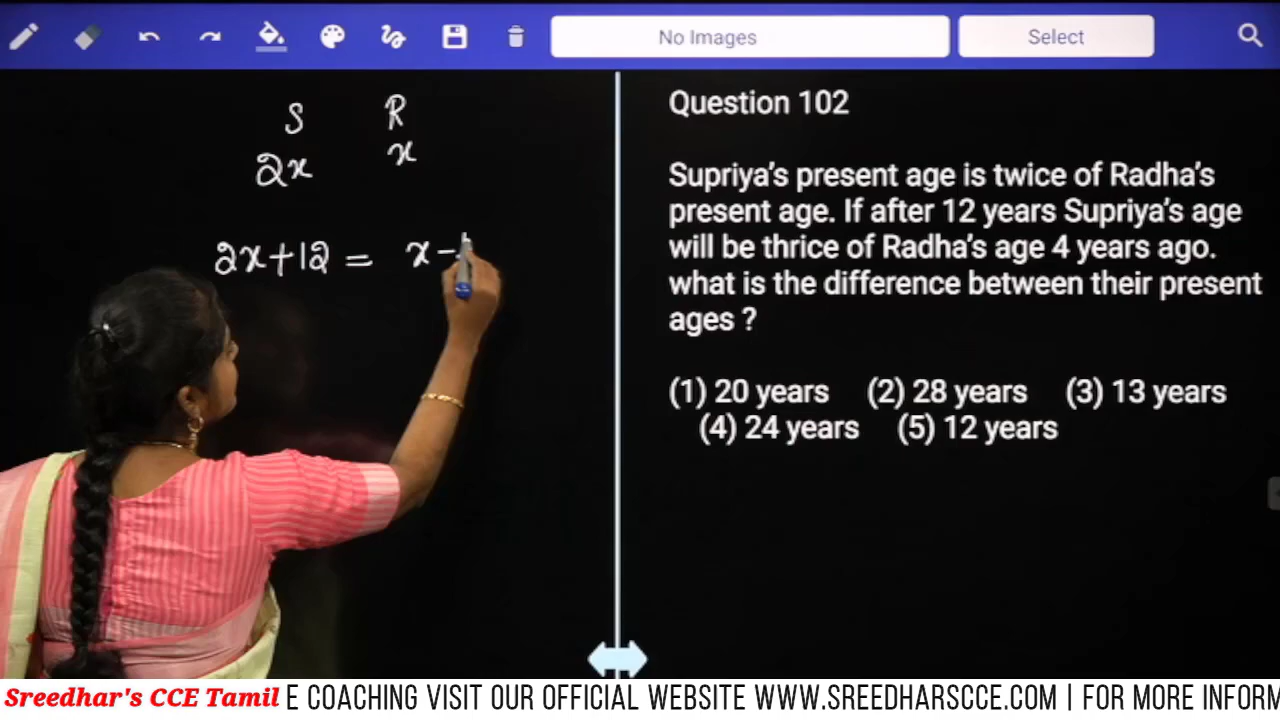 No Images
Select
S R
2x x
2x+12 = x-
Question 102
Supriya's present age is twice of Radha's
present age. If after 12 years Supriya's age
will be thrice of Radha's age 4 years ago.
what is the difference between their present
ages ?
(1) 20 years (2) 28 years (3) 13 years
(4) 24 years (5) 12 years
Sreedhar's CCE Tamil E COACHING VISIT OUR OFFICIAL WEBSITE WWW.SREEDHARSCCE.COM | FOR MORE INFORM